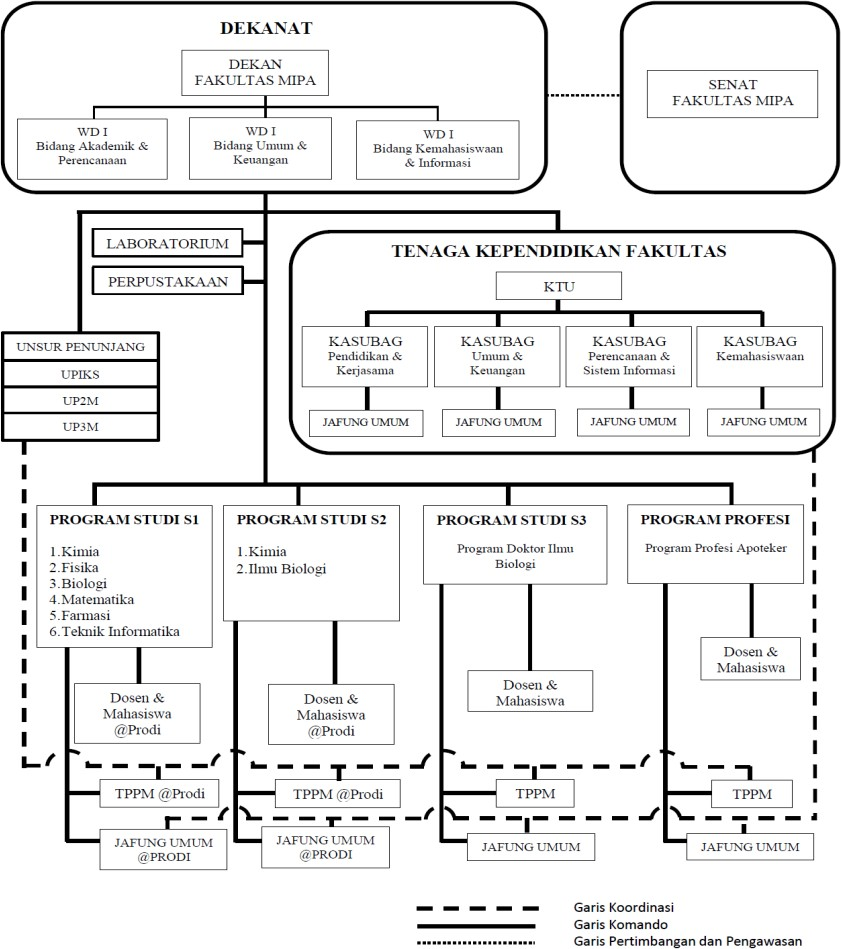 DEKANAT
DEKAN
FAKULTAS MIPA
WD I
Bidang Akademik &
Perencanaan
WD I
Bidang Umum &
Keuangan
WD I
Bidang Kemahasiswaan
& Informasi
SENAT
FAKULTAS MIPA
LABORATORIUM
PERPUSTAKAAN
TENAGA KEPENDIDIKAN FAKULTAS
KTU
KASUBAG
Pendidikan &
Kerjasama
KASUBAG
Umum &
Keuangan
KASUBAG
Perencanaan &
Sistem Informasi
KASUBAG
Kemahasiswaan
JAFUNG UMUM
JAFUNG UMUM
JAFUNG UMUM
JAFUNG UMUM
UNSUR PENUNJANG
UPIKS
UP2M
UP3M
PROGRAM STUDI S1
1.Kimia
2.Fisika
3.Biologi
4.Matematika
5.Farmasi
6.Teknik Informatika
PROGRAM STUDI S2
1.Kimia
2.Ilmu Biologi
PROGRAM STUDI S3
Program Doktor Ilmu
Biologi
PROGRAM PROFESI
Program Profesi Apoteker
Dosen &
Mahasiswa
@Prodi
Dosen &
Mahasiswa
@Prodi
Dosen &
Mahasiswa
Dosen &
Mahasiswa
TPPM @Prodi
TPPM @Prodi
TPPM
TPPM
JAFUNG UMUM
@PRODI
JAFUNG UMUM
@PRODI
JAFUNG UMUM
JAFUNG UMUM
Garis Koordinasi
Garis Komando
Garis Pertimbangan dan Pengawasan